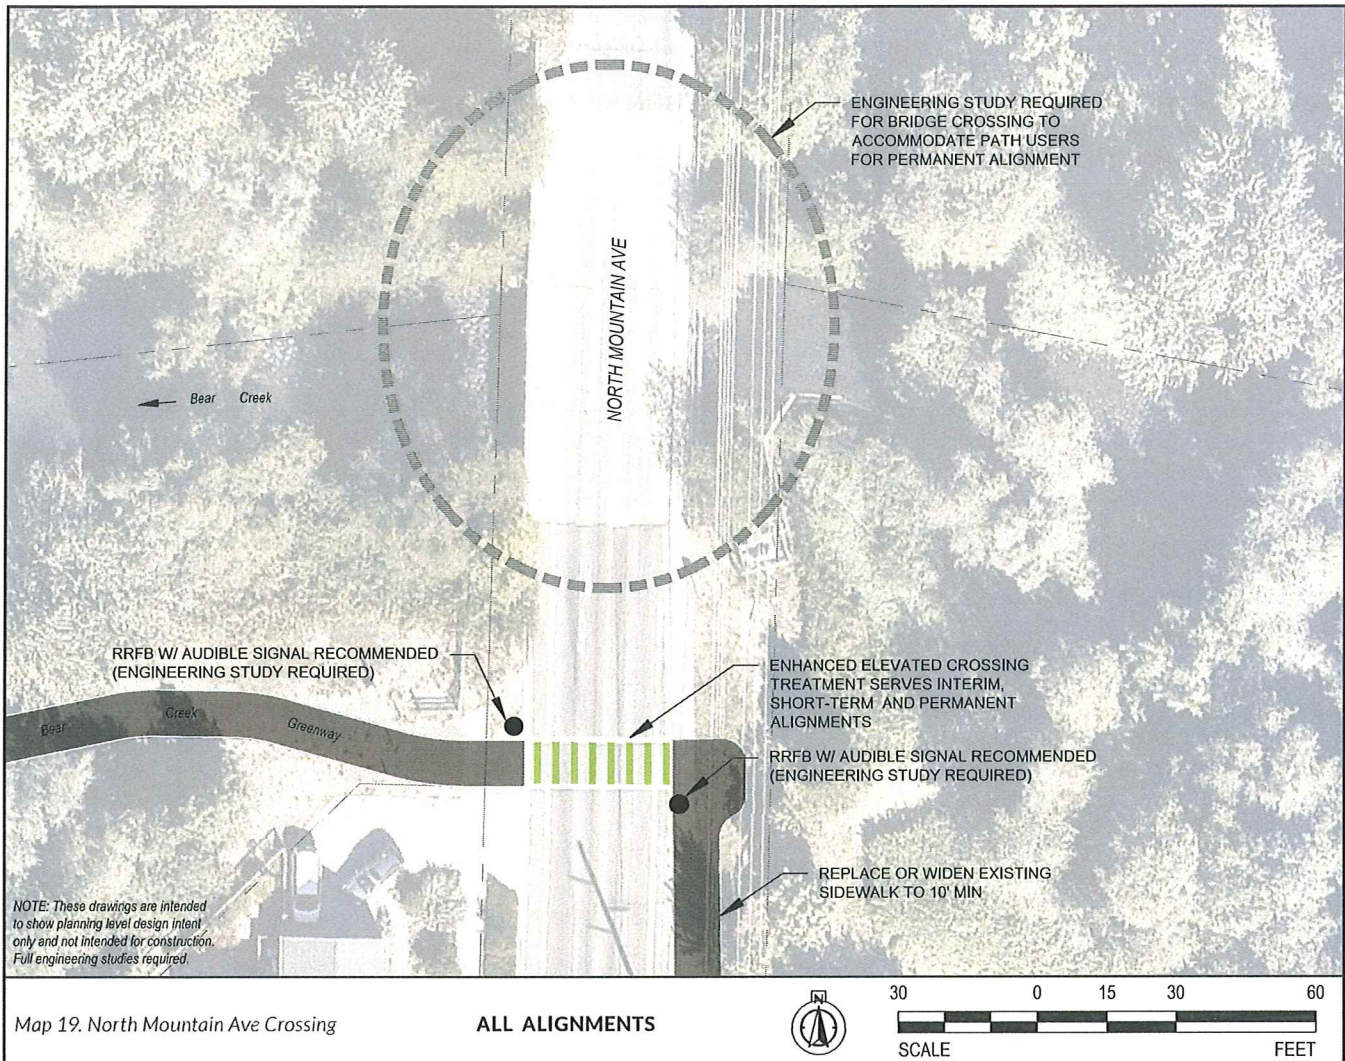 ENGINEERING STUDY REQUIRED
FOR BRIDGE CROSSING TO
ACCOMMODATE PATH USERS
FOR PERMANENT ALIGNMENT
NORTH MOUNTAIN AVE
Bear Creek
RRFB W/ AUDIBLE SIGNAL RECOMMENDED
(ENGINEERING STUDY REQUIRED)
ENHANCED ELEVATED CROSSING
TREATMENT SERVES INTERIM,
SHORT-TERM AND PERMANENT
ALIGNMENTS
Bear Creek Greenway
RRFB W/ AUDIBLE SIGNAL RECOMMENDED
(ENGINEERING STUDY REQUIRED)
REPLACE OR WIDEN EXISTING
SIDEWALK TO 10' MIN
NOTE: These drawings are intended
to show planning level design intent
only and not intended for construction.
Full engineering studies required.
Map 19. North Mountain Ave Crossing
ALL ALIGNMENTS
N
30 0 15 30 60
SCALE FEET